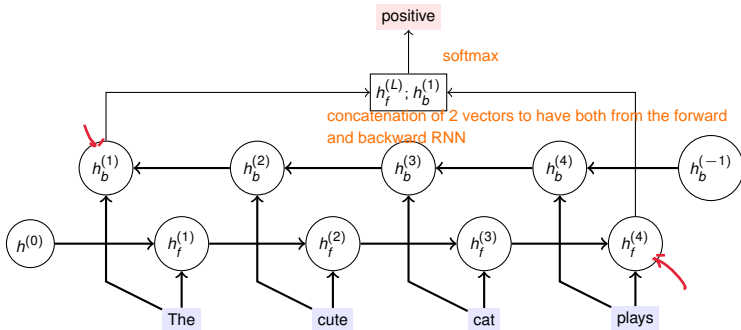 positive
softmax
h_f^(L); h_b^(1)
concatenation of 2 vectors to have both from the forward
and backward RNN
h_b^(1) h_b^(2) h_b^(3) h_b^(4) h_b^(−1)
h^(0) h_f^(1) h_f^(2) h_f^(3) h_f^(4)
The cute cat plays